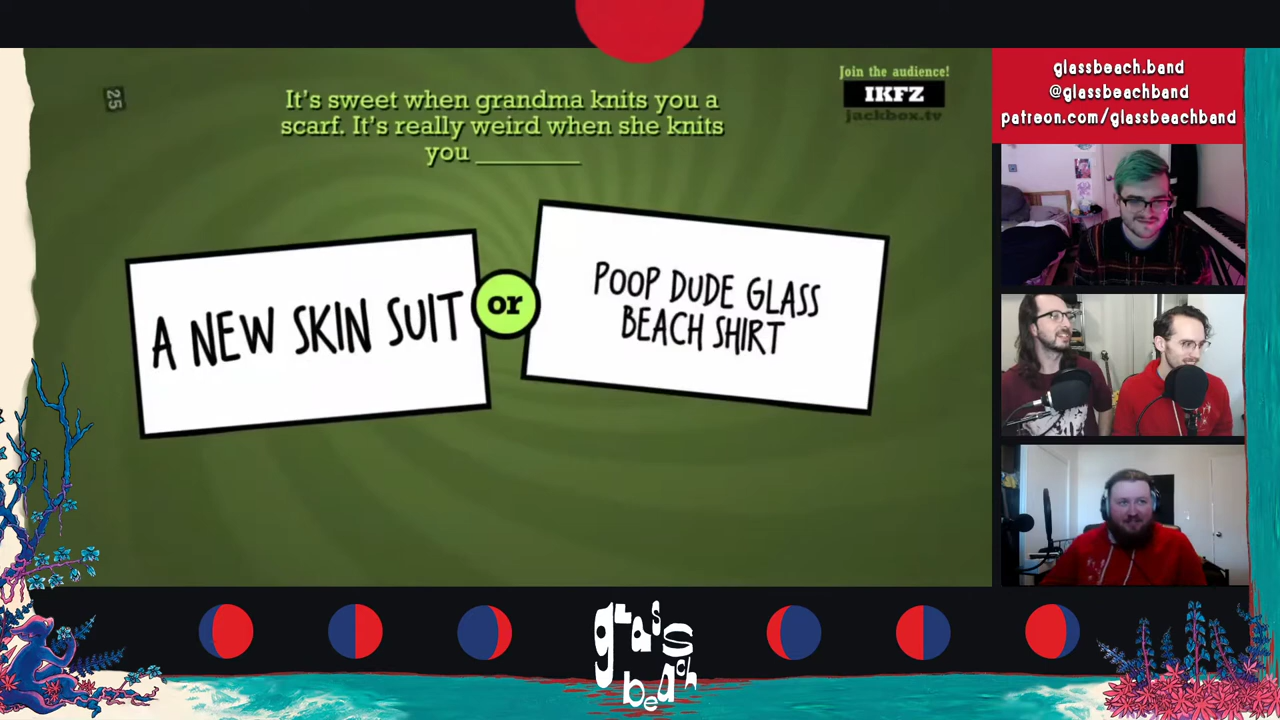 25
It's sweet when grandma knits you a
scarf. It's really weird when she knits
you ________
Join the audience!
IKFZ
jackbox.tv
A NEW SKIN SUIT
or
POOP DUDE GLASS
BEACH SHIRT
glassbeach.band
@glassbeachband
patreon.com/glassbeachband
glass
beach